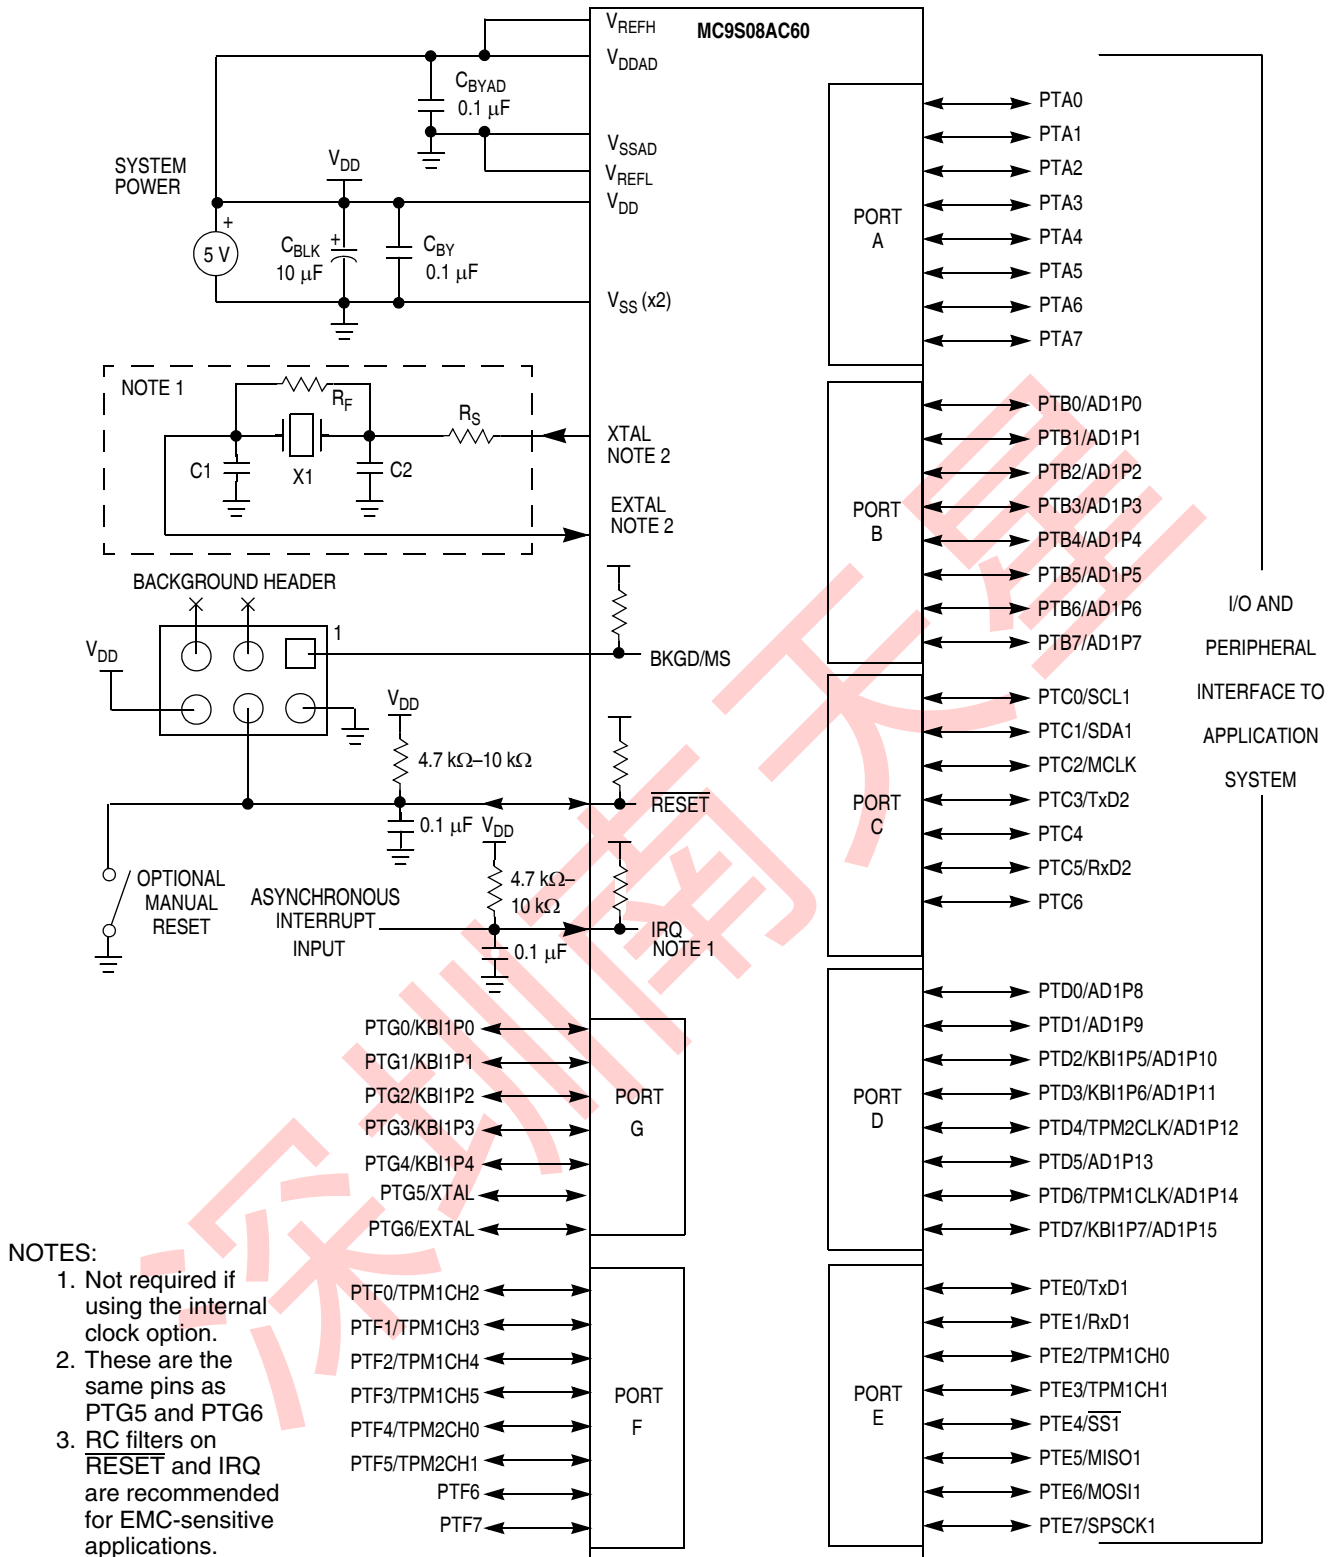 MC9S08AC60
VREFH
VDDAD
CBYAD
0.1 μF
VSSAD
VREFL
VDD
SYSTEM
POWER
VDD
+
5 V
CBLK
+
10 μF
CBY
0.1 μF
VSS (x2)
NOTE 1
RF
RS
C1
X1
C2
XTAL
NOTE 2
EXTAL
NOTE 2
BACKGROUND HEADER
1
VDD
BKGD/MS
VDD
4.7 kΩ–10 kΩ
RESET
0.1 μF
VDD
OPTIONAL
MANUAL
RESET
4.7 kΩ–
10 kΩ
ASYNCHRONOUS
INTERRUPT
INPUT
IRQ
NOTE 1
0.1 μF
PTG0/KBI1P0
PTG1/KBI1P1
PTG2/KBI1P2
PTG3/KBI1P3
PTG4/KBI1P4
PTG5/XTAL
PTG6/EXTAL
PORT
G
PTF0/TPM1CH2
PTF1/TPM1CH3
PTF2/TPM1CH4
PTF3/TPM1CH5
PTF4/TPM2CH0
PTF5/TPM2CH1
PTF6
PTF7
PORT
F
PORT
A
PTA0
PTA1
PTA2
PTA3
PTA4
PTA5
PTA6
PTA7
PORT
B
PTB0/AD1P0
PTB1/AD1P1
PTB2/AD1P2
PTB3/AD1P3
PTB4/AD1P4
PTB5/AD1P5
PTB6/AD1P6
PTB7/AD1P7
PORT
C
PTC0/SCL1
PTC1/SDA1
PTC2/MCLK
PTC3/TxD2
PTC4
PTC5/RxD2
PTC6
PORT
D
PTD0/AD1P8
PTD1/AD1P9
PTD2/KBI1P5/AD1P10
PTD3/KBI1P6/AD1P11
PTD4/TPM2CLK/AD1P12
PTD5/AD1P13
PTD6/TPM1CLK/AD1P14
PTD7/KBI1P7/AD1P15
PORT
E
PTE0/TxD1
PTE1/RxD1
PTE2/TPM1CH0
PTE3/TPM1CH1
PTE4/SS1
PTE5/MISO1
PTE6/MOSI1
PTE7/SPSCK1
I/O AND
PERIPHERAL
INTERFACE TO
APPLICATION
SYSTEM
NOTES:
1. Not required if
using the internal
clock option.
2. These are the
same pins as
PTG5 and PTG6
3. RC filters on
RESET and IRQ
are recommended
for EMC-sensitive
applications.
深圳南天星